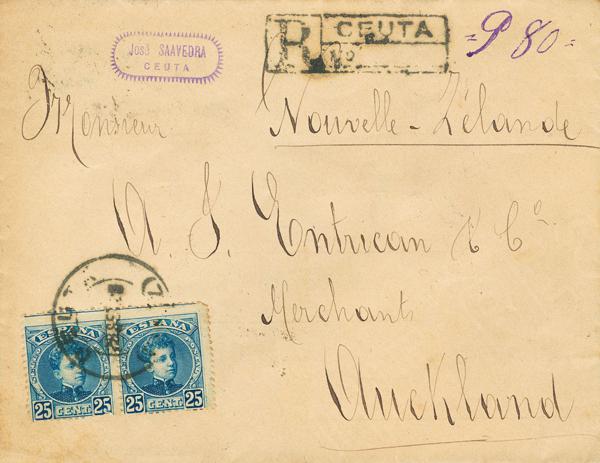 José SAAVEDRA
CEUTA
R
CEUTA
No
=P 80=
Monsieur
Nouvelle-Zélande
A. J. Entrican & Co
Merchants
Auckland
ESPAÑA
25 CENT. 25
ESPAÑA
25 CENT. 25